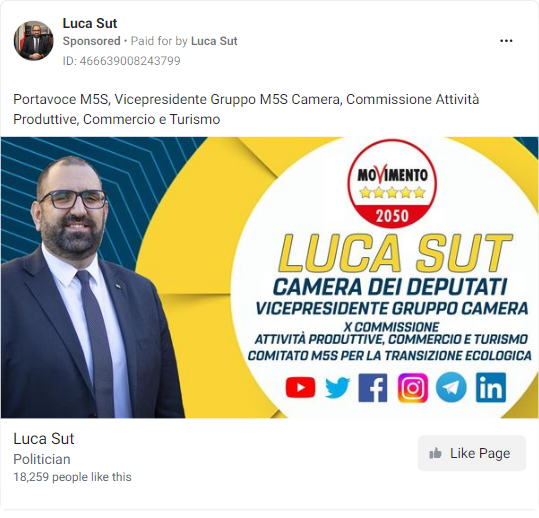 Luca Sut
Sponsored • Paid for by Luca Sut
ID: 466639008243799
Portavoce M5S, Vicepresidente Gruppo M5S Camera, Commissione Attività
Produttive, Commercio e Turismo
MOVIMENTO
2050
LUCA SUT
CAMERA DEI DEPUTATI
VICEPRESIDENTE GRUPPO CAMERA
X COMMISSIONE
ATTIVITÀ PRODUTTIVE, COMMERCIO E TURISMO
COMITATO M5S PER LA TRANSIZIONE ECOLOGICA
Luca Sut
Politician
18,259 people like this
Like Page